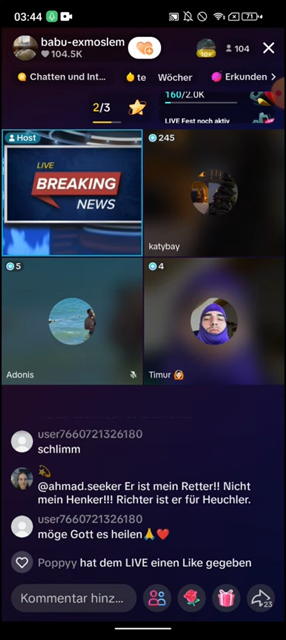 03:44
71
babu-exmoslem
104.5K
104
Chatten und Int...
te
Wöcher
Erkunden
2/3
160/2.0K
LIVE Fest noch aktiv
Host
LIVE
BREAKING
NEWS
245
katybay
5
Adonis
4
Timur
user7660721326180
schlimm
@ahmad.seeker Er ist mein Retter!! Nicht
mein Henker!!! Richter ist er für Heuchler.
user7660721326180
möge Gott es heilen🙏❤️
Poppyy hat dem LIVE einen Like gegeben
Kommentar hinz...
23